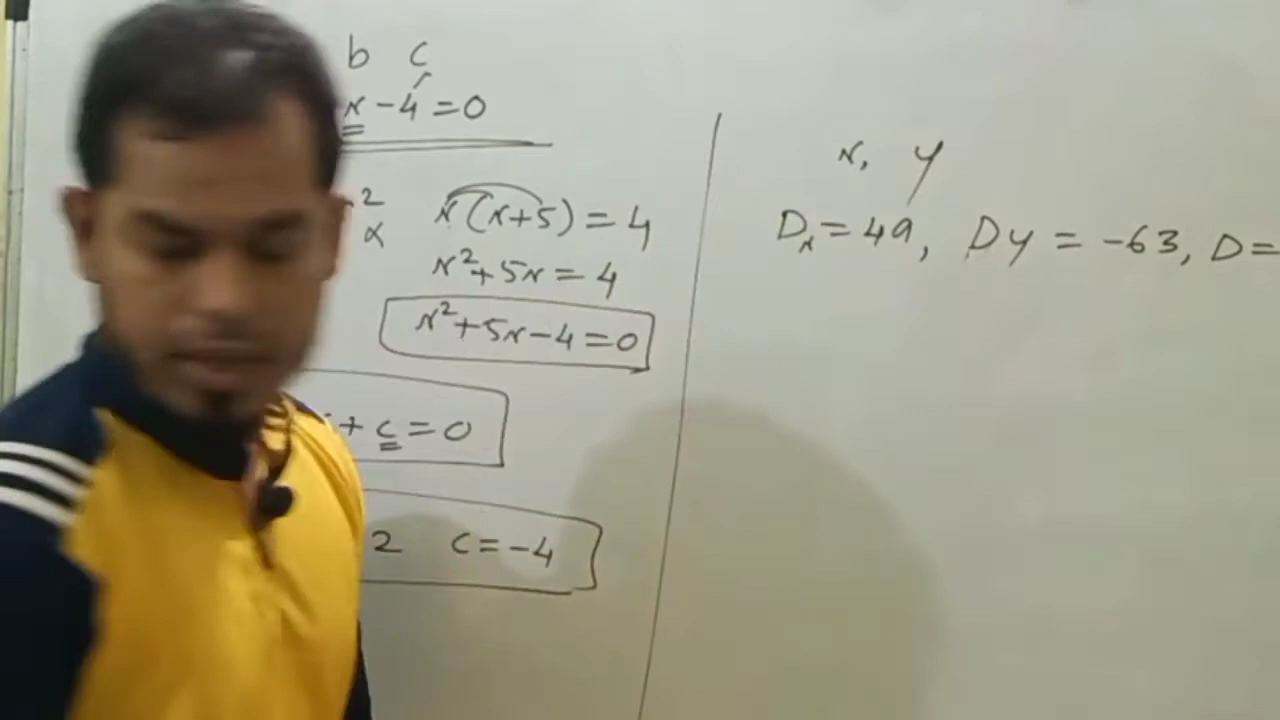 b c
x - 4 = 0
2
α
x(x+5) = 4
x²+5x = 4
x²+5x-4=0
+ c = 0
2 c = -4
x, y
Dx = 49, Dy = -63, D =